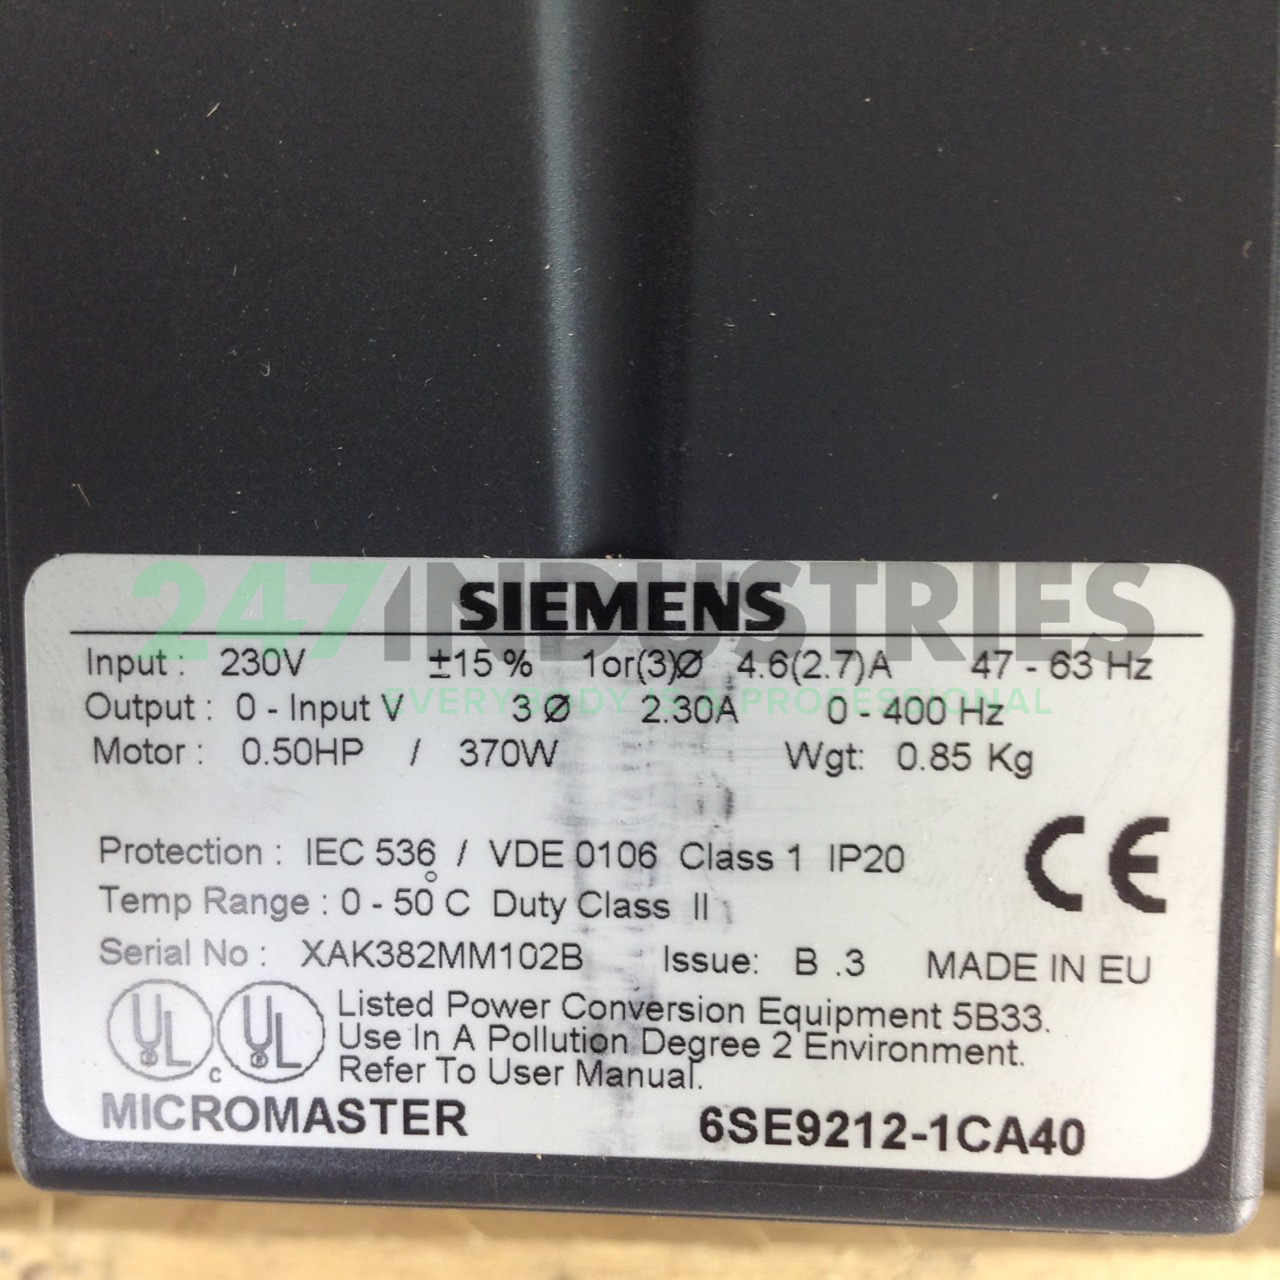 247INDUSTRIES
EVERYBODY IS A PROFESSIONAL
SIEMENS
Input : 230V ±15 % 1or(3)Ø 4.6(2.7)A 47 - 63 Hz
Output : 0 - Input V 3 Ø 2.30A 0 - 400 Hz
Motor : 0.50HP / 370W Wgt: 0.85 Kg
Protection : IEC 536 / VDE 0106 Class 1 IP20
CE
Temp Range : 0 - 50°C Duty Class II
Serial No : XAK382MM102B Issue: B .3 MADE IN EU
UL ® c UL ®
Listed Power Conversion Equipment 5B33.
Use In A Pollution Degree 2 Environment.
Refer To User Manual.
MICROMASTER 6SE9212-1CA40